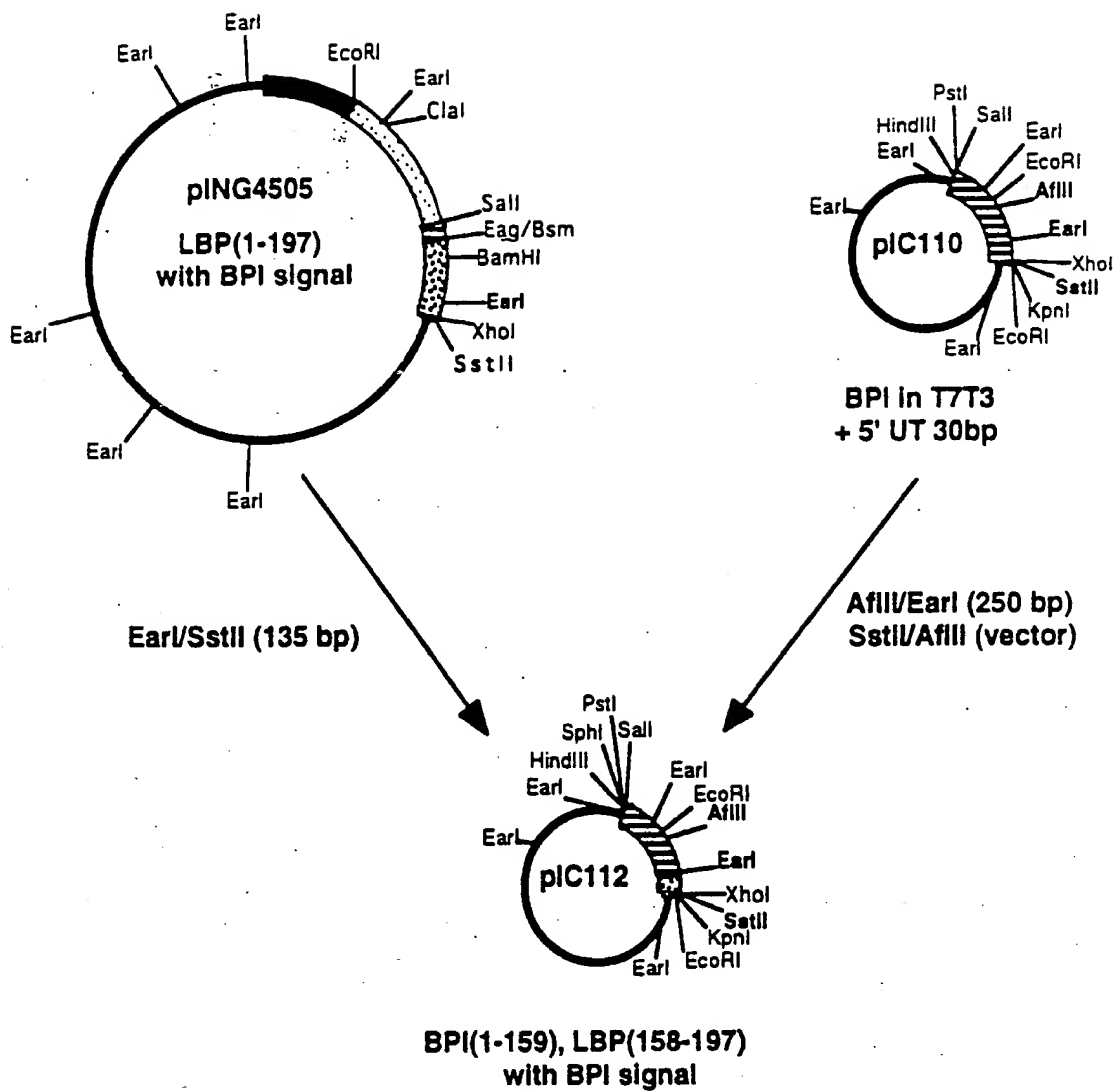 EarI
EarI
EcoRI
EarI
ClaI
pING4505
LBP(1-197)
with BPI signal
SalI
Eag/Bsm
BamHI
EarI
XhoI
SstII
EarI
EarI
EarI
PstI
HindIII
SalI
EarI
EarI
EcoRI
AflII
EarI
EarI
pIC110
XhoI
SstII
KpnI
EcoRI
EarI
BPI in T7T3
+ 5' UT 30bp
EarI/SstII (135 bp)
AflII/EarI (250 bp)
SstII/AflII (vector)
PstI
SphI
SalI
HindIII
EarI
EarI
EcoRI
AflII
EarI
EarI
pIC112
XhoI
SstII
KpnI
EcoRI
EarI
BPI(1-159), LBP(158-197)
with BPI signal